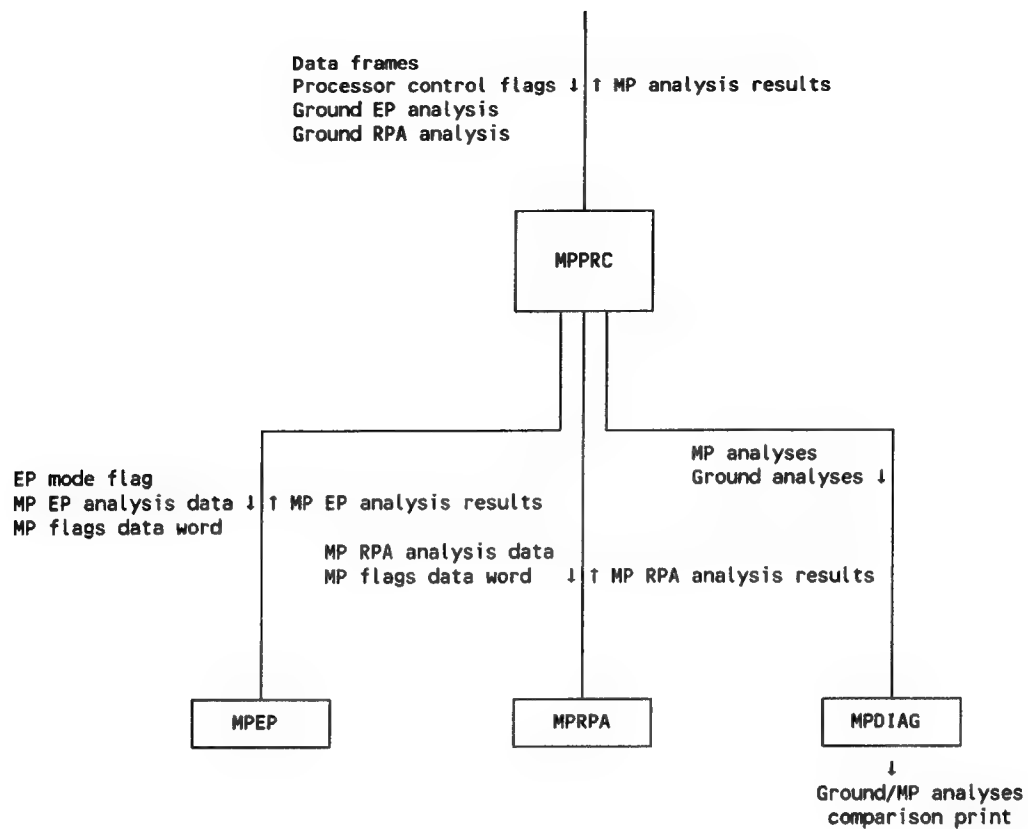 Data frames
Processor control flags ↓ ↑ MP analysis results
Ground EP analysis
Ground RPA analysis
MPPRC
MP analyses
Ground analyses ↓
EP mode flag
MP EP analysis data ↓ ↑ MP EP analysis results
MP flags data word
MP RPA analysis data
MP flags data word ↓ ↑ MP RPA analysis results
MPEP
MPRPA
MPDIAG
↓
Ground/MP analyses
comparison print